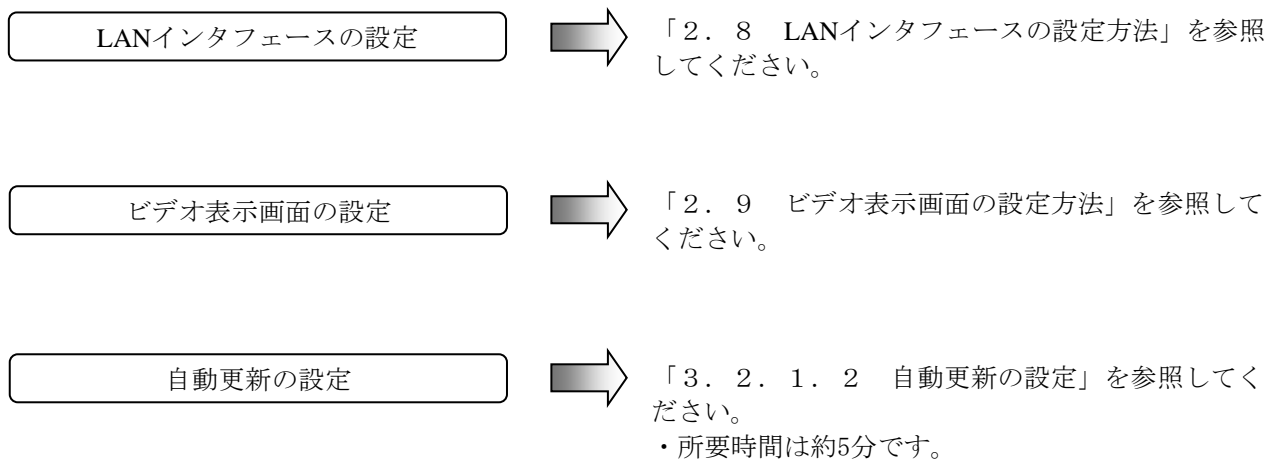 LANインタフェースの設定
「２．８　LANインタフェースの設定方法」を参照
してください。
ビデオ表示画面の設定
「２．９　ビデオ表示画面の設定方法」を参照して
ください。
自動更新の設定
「３．２．１．２　自動更新の設定」を参照してく
ださい。
・所要時間は約5分です。